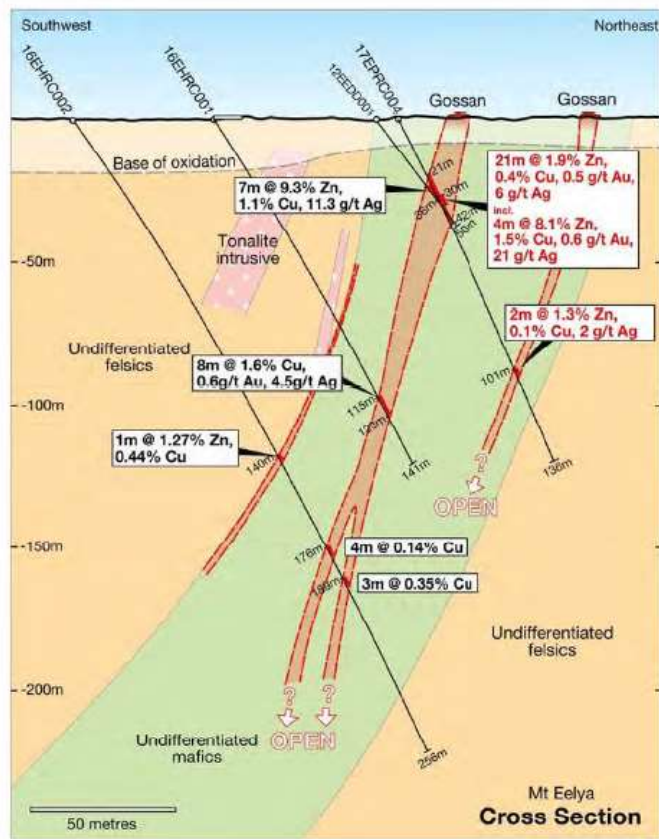 Southwest
Northeast
16EHRC002
16EHRC001
12EEDD001
17EPRC004
Gossan
Gossan
Base of oxidation
7m @ 9.3% Zn,
1.1% Cu, 11.3 g/t Ag
21m
30m
42m
50m
21m @ 1.9% Zn,
0.4% Cu, 0.5 g/t Au,
6 g/t Ag
incl.
4m @ 8.1% Zn,
1.5% Cu, 0.6 g/t Au,
21 g/t Ag
Tonalite
intrusive
-50m
2m @ 1.3% Zn,
0.1% Cu, 2 g/t Ag
Undifferentiated
felsics
8m @ 1.6% Cu,
0.6g/t Au, 4.5g/t Ag
101m
-100m
115m
1m @ 1.27% Zn,
0.44% Cu
140m
141m
136m
?
OPEN
-150m
176m
4m @ 0.14% Cu
3m @ 0.35% Cu
Undifferentiated
felsics
-200m
?
?
OPEN
Undifferentiated
mafics
256m
50 metres
Mt Eelya
Cross Section